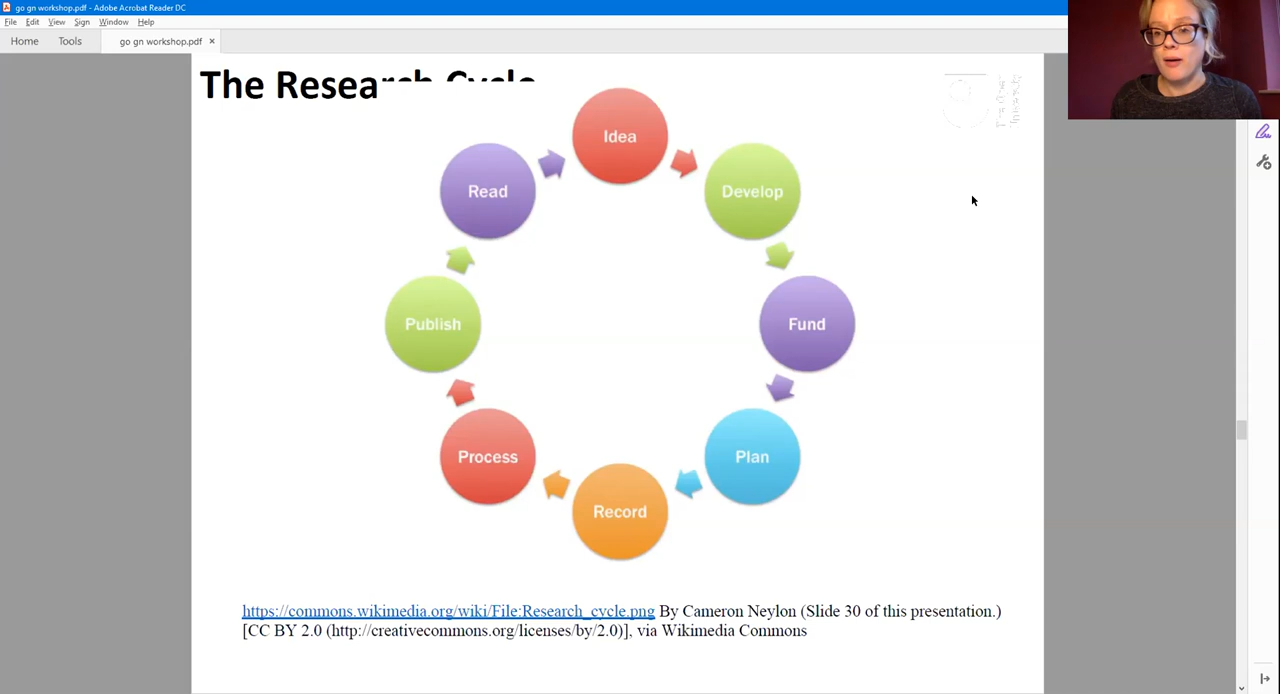 go gn workshop.pdf - Adobe Acrobat Reader DC
File Edit View Sign Window Help
Home Tools go gn workshop.pdf ×
The Research Cycle
Idea
Develop
Fund
Plan
Record
Process
Publish
Read
https://commons.wikimedia.org/wiki/File:Research_cycle.png By Cameron Neylon (Slide 30 of this presentation.)
[CC BY 2.0 (http://creativecommons.org/licenses/by/2.0)], via Wikimedia Commons